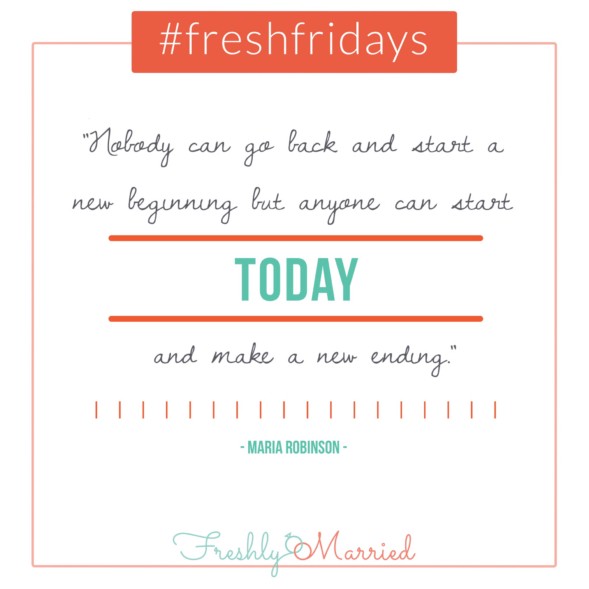 #freshfridays
"Nobody can go back and start a
new beginning but anyone can start
TODAY
and make a new ending."
- MARIA ROBINSON -
Freshly Married